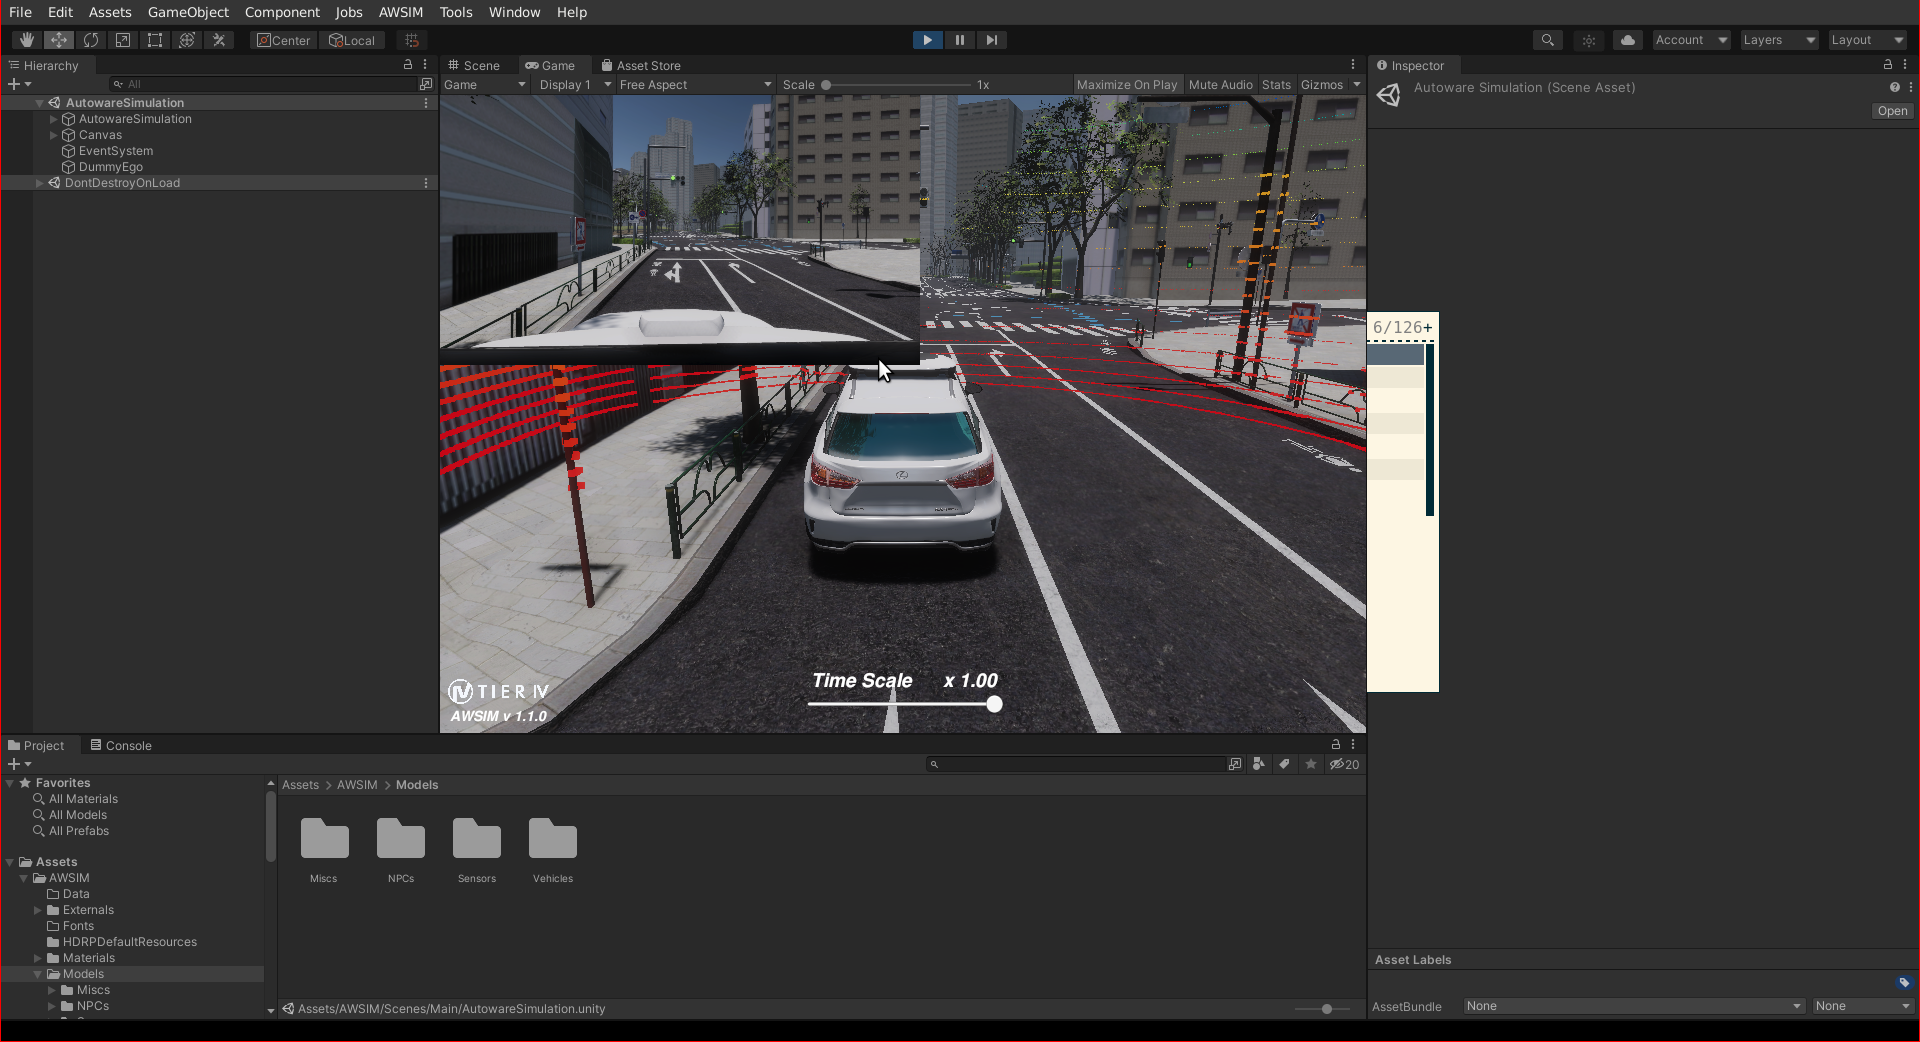 File Edit Assets GameObject Component Jobs AWSIM Tools Window Help
Center Local
Account Layers Layout
Hierarchy
All
AutowareSimulation
AutowareSimulation
Canvas
EventSystem
DummyEgo
DontDestroyOnLoad
Scene Game Asset Store
Game Display 1 Free Aspect Scale 1x Maximize On Play Mute Audio Stats Gizmos
Time Scale x 1.00
TIER IV
AWSIM v 1.1.0
Inspector
Autoware Simulation (Scene Asset)
Open
6/126+
Project Console
20
Favorites
All Materials
All Models
All Prefabs
Assets
AWSIM
Data
Externals
Fonts
HDRPDefaultResources
Materials
Models
Miscs
NPCs
Assets > AWSIM > Models
Miscs NPCs Sensors Vehicles
Assets/AWSIM/Scenes/Main/AutowareSimulation.unity
Asset Labels
AssetBundle None None